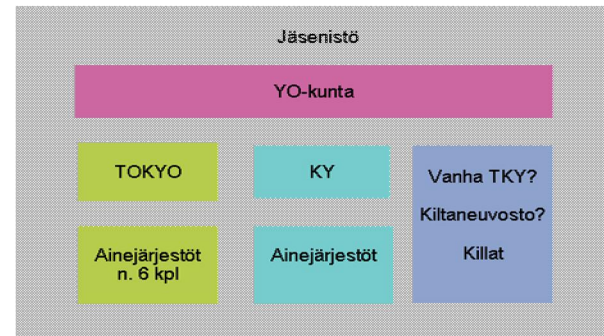 Jäsenistö
YO-kunta
TOKYO
KY
Vanha TKY?
Kiltaneuvosto?
Killat
Ainejärjestöt
n. 6 kpl
Ainejärjestöt